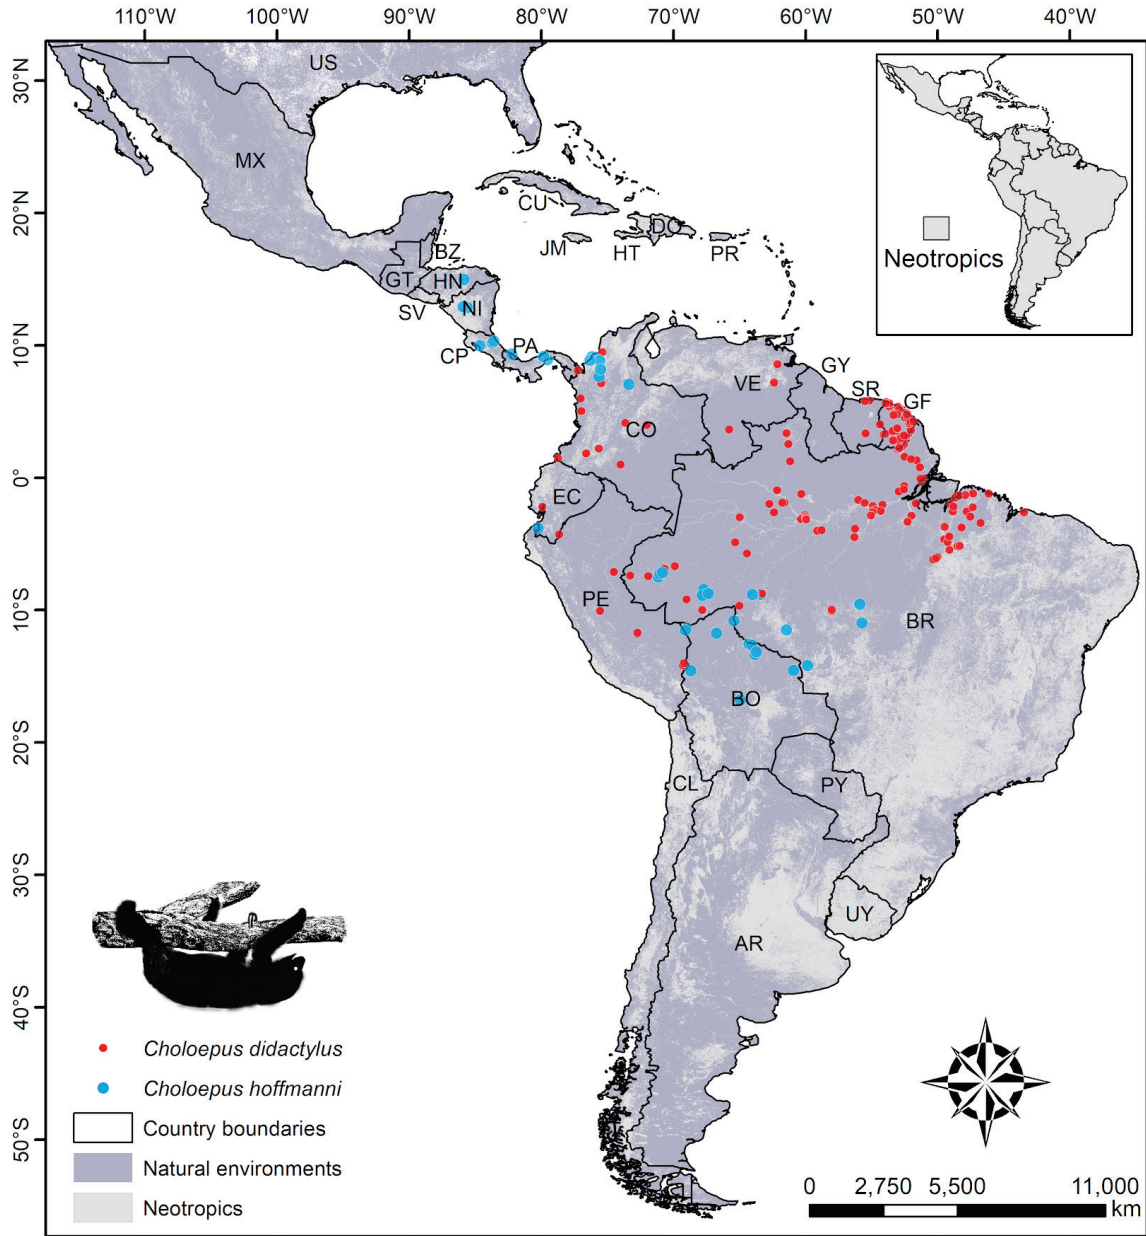 110°W 100°W 90°W 80°W 70°W 60°W 50°W 40°W
30°N
20°N
10°N
0°
10°S
20°S
30°S
40°S
50°S
US
MX
CU
DO
JM
HT
PR
BZ
GT
HN
SV
NI
CP
PA
VE
GY
SR
GF
CO
EC
PE
BR
BO
CL
PY
UY
AR
Neotropics
Choloepus didactylus
Choloepus hoffmanni
Country boundaries
Natural environments
Neotropics
0 2,750 5,500 11,000
km